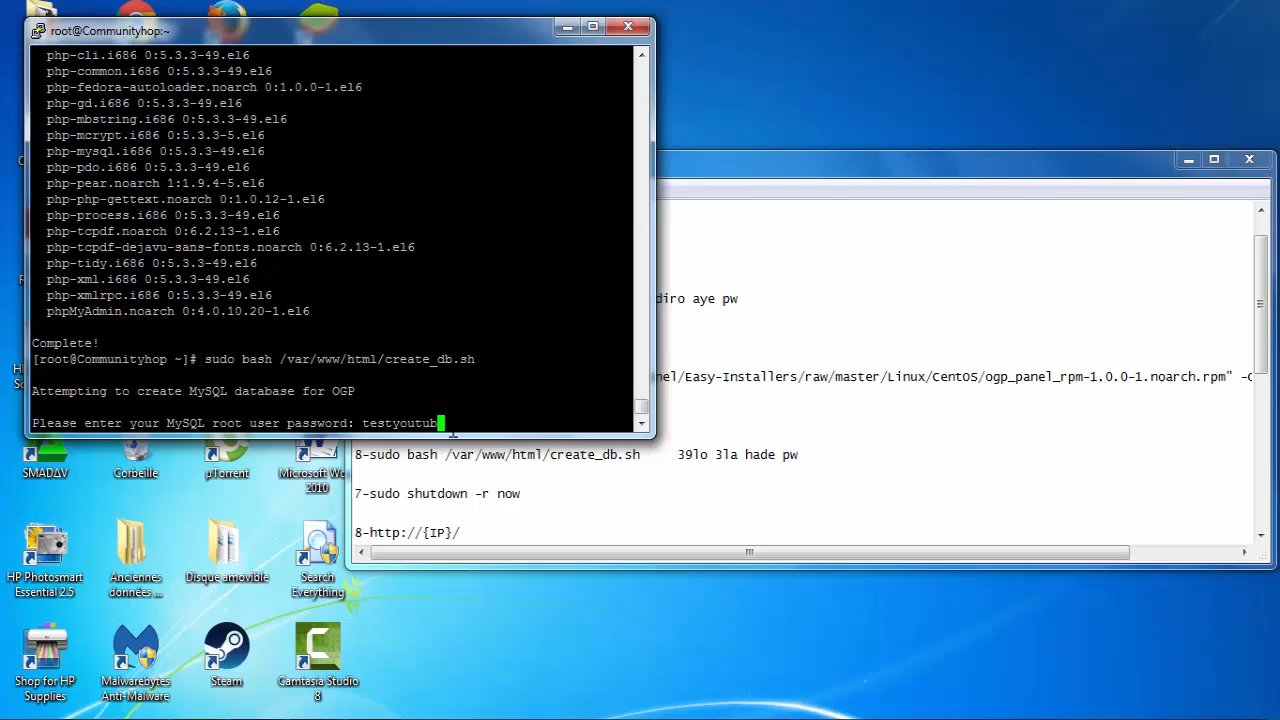 root@Communityhop:~
php-cli.i686 0:5.3.3-49.el6
php-common.i686 0:5.3.3-49.el6
php-fedora-autoloader.noarch 0:1.0.0-1.el6
php-gd.i686 0:5.3.3-49.el6
php-mbstring.i686 0:5.3.3-49.el6
php-mcrypt.i686 0:5.3.3-5.el6
php-mysql.i686 0:5.3.3-49.el6
php-pdo.i686 0:5.3.3-49.el6
php-pear.noarch 1:1.9.4-5.el6
php-php-gettext.noarch 0:1.0.12-1.el6
php-process.i686 0:5.3.3-49.el6
php-tcpdf.noarch 0:6.2.13-1.el6
php-tcpdf-dejavu-sans-fonts.noarch 0:6.2.13-1.el6
php-tidy.i686 0:5.3.3-49.el6
php-xml.i686 0:5.3.3-49.el6
php-xmlrpc.i686 0:5.3.3-49.el6
phpMyAdmin.noarch 0:4.0.10.20-1.el6
Complete!
[root@Communityhop ~]# sudo bash /var/www/html/create_db.sh
Attempting to create MySQL database for OGP
Please enter your MySQL root user password: testyoutub
diro aye pw
nel/Easy-Installers/raw/master/Linux/CentOS/ogp_panel_rpm-1.0.0-1.noarch.rpm" -O
8-sudo bash /var/www/html/create_db.sh 39lo 3la hade pw
7-sudo shutdown -r now
8-http://{IP}/
SMADΔV
Corbeille
µTorrent
Microsoft Wo
2010
HP Photosmart
Essential 2.5
Anciennes
données ...
Disque amovible
Search
Everything
Shop for HP
Supplies
Malwarebytes
Anti-Malware
Steam
Camtasia Studio
8